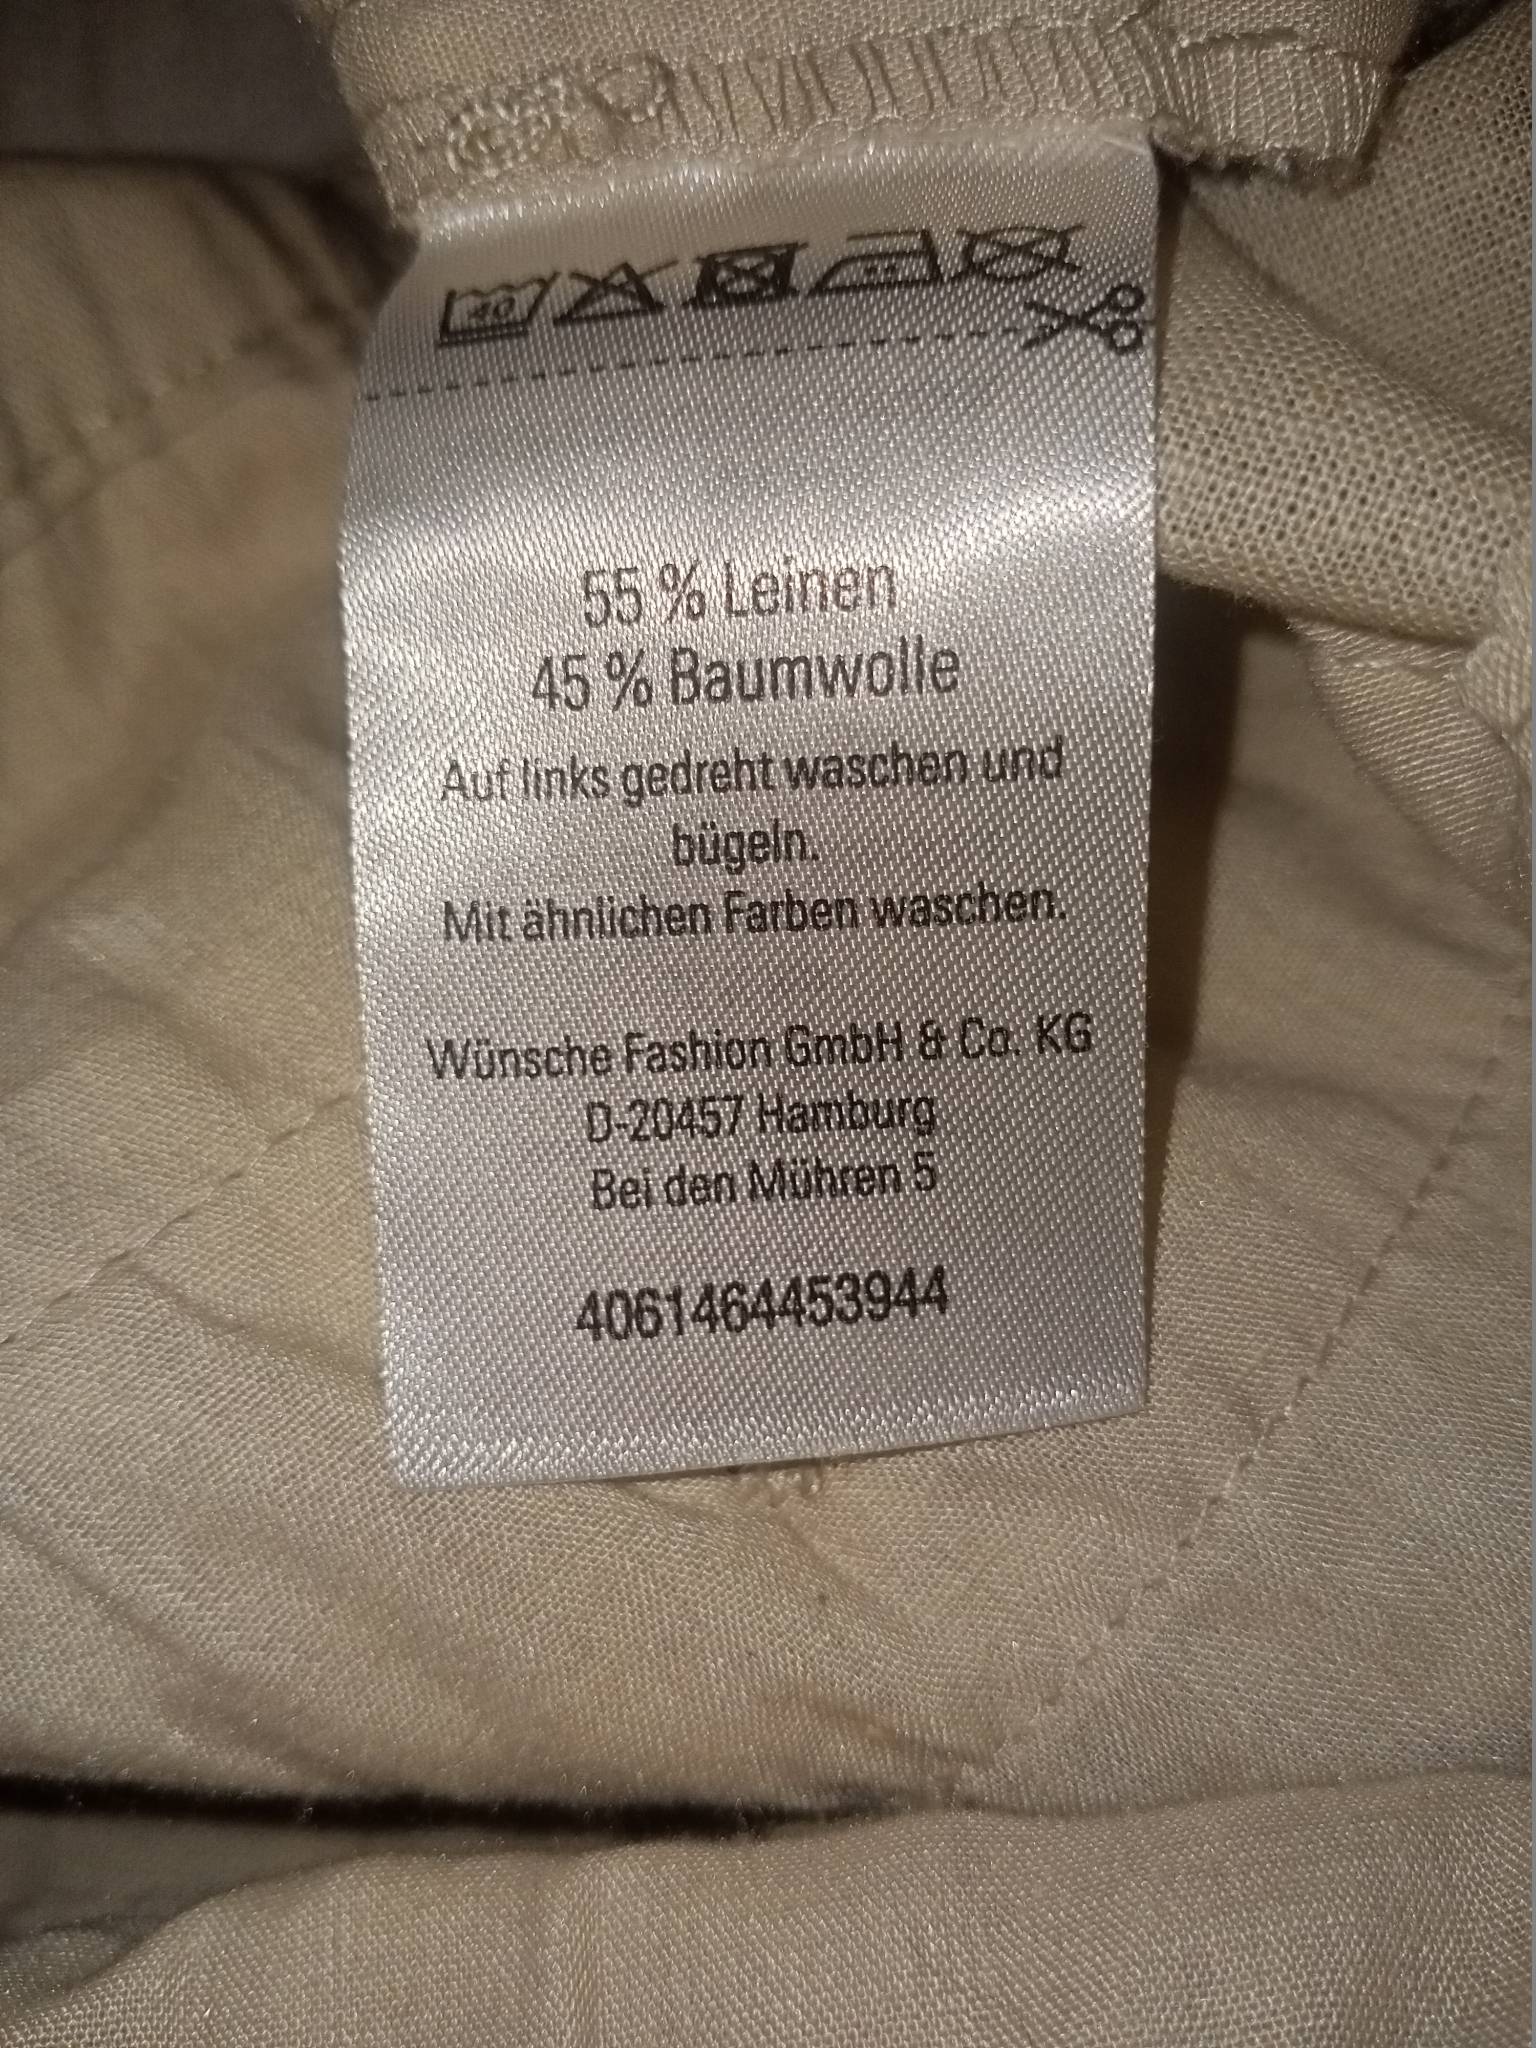 40
55 % Leinen
45 % Baumwolle
Auf links gedreht waschen und
bügeln.
Mit ähnlichen Farben waschen.
Wünsche Fashion GmbH & Co. KG
D-20457 Hamburg
Bei den Mühren 5
4061464453944